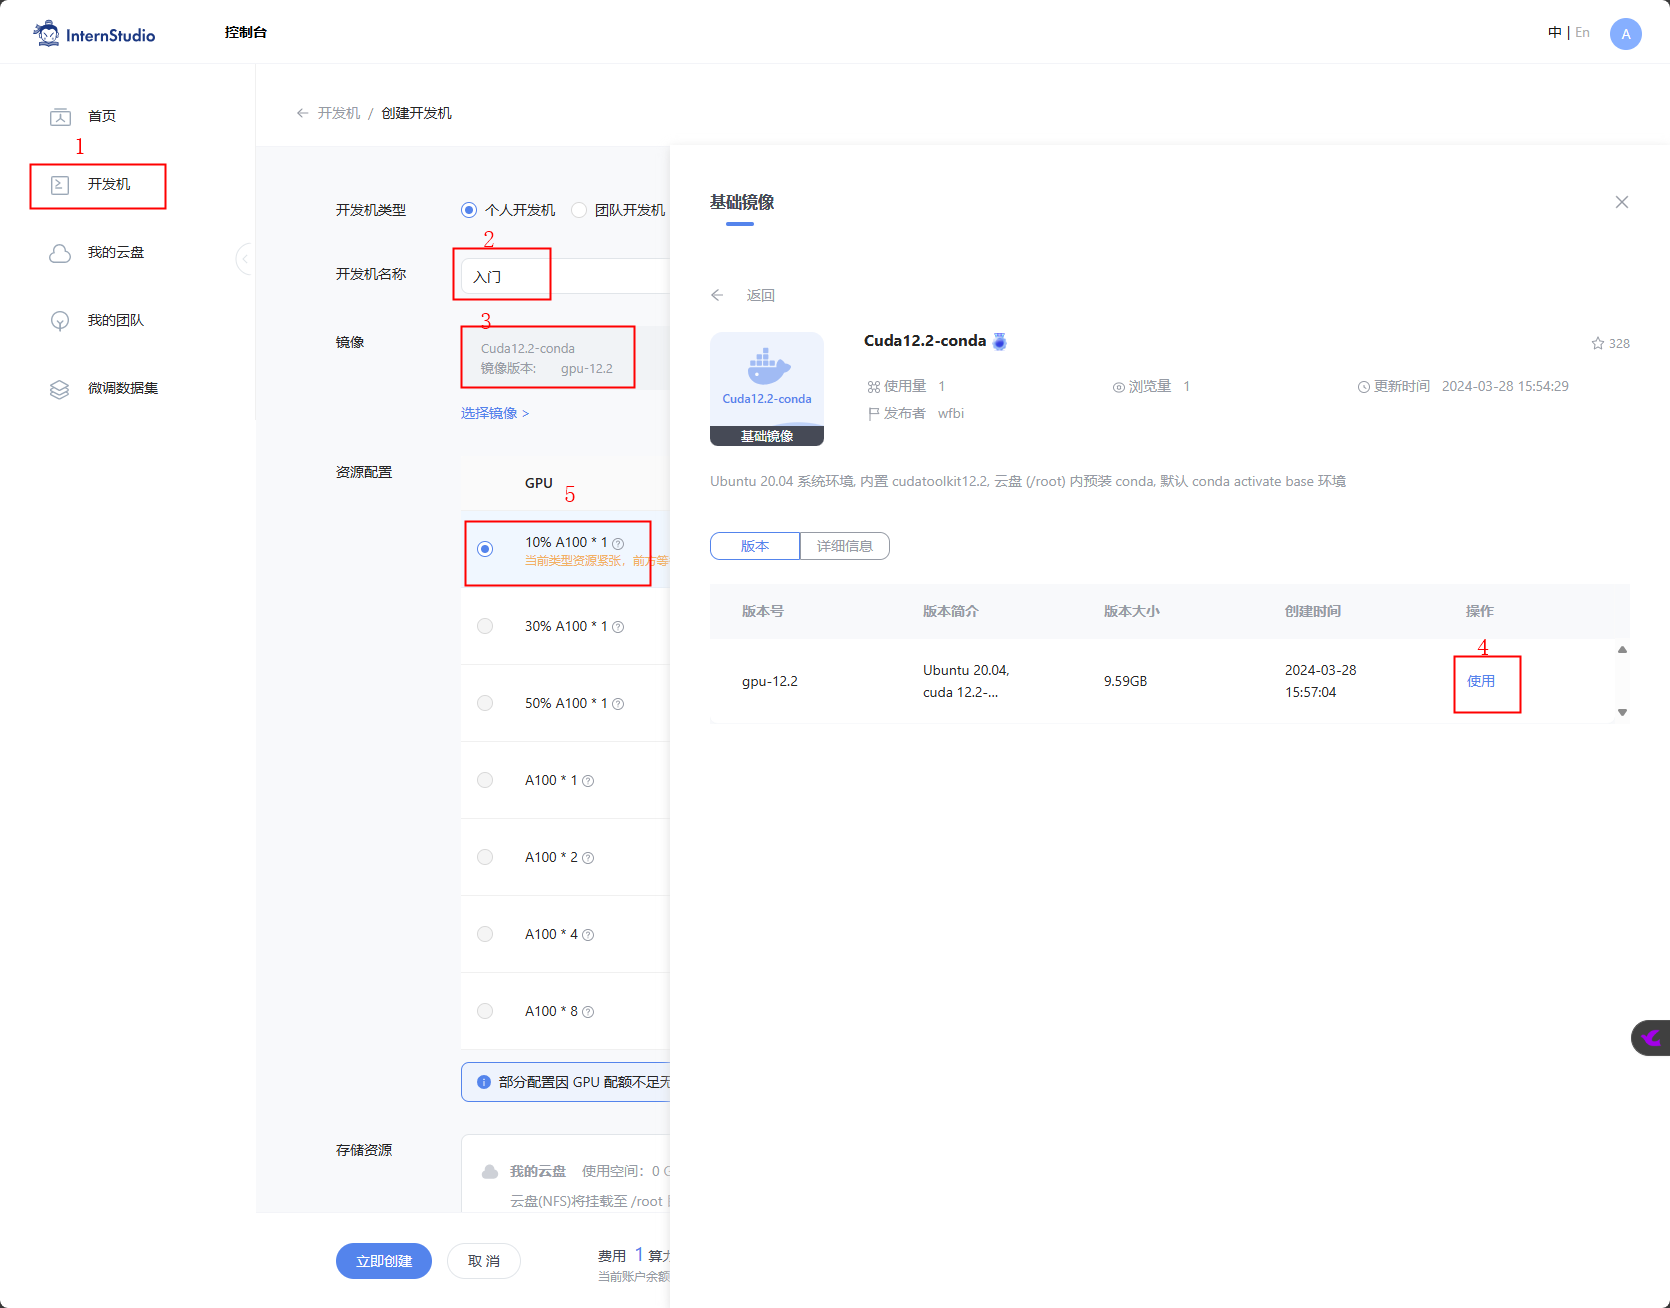 InternStudio
控制台
中 | En
A
首页
1
开发机
我的云盘
我的团队
微调数据集
开发机 / 创建开发机
开发机类型
个人开发机
团队开发机
2
开发机名称
入门
3
镜像
Cuda12.2-conda
镜像版本: gpu-12.2
选择镜像 >
资源配置
GPU
5
10% A100 * 1
当前类型资源紧张，前方等
30% A100 * 1
50% A100 * 1
A100 * 1
A100 * 2
A100 * 4
A100 * 8
部分配置因 GPU 配额不足无
存储资源
我的云盘 使用空间：0 G
云盘(NFS)将挂载至 /root
立即创建
取 消
费用 1 算力
当前账户余额
基础镜像
返回
Cuda12.2-conda
基础镜像
Cuda12.2-conda
328
使用量 1
浏览量 1
更新时间 2024-03-28 15:54:29
发布者 wfbi
Ubuntu 20.04 系统环境, 内置 cudatoolkit12.2, 云盘 (/root) 内预装 conda, 默认 conda activate base 环境
版本
详细信息
版本号 版本简介 版本大小 创建时间 操作
4
gpu-12.2
Ubuntu 20.04,
cuda 12.2-...
9.59GB
2024-03-28
15:57:04
使用